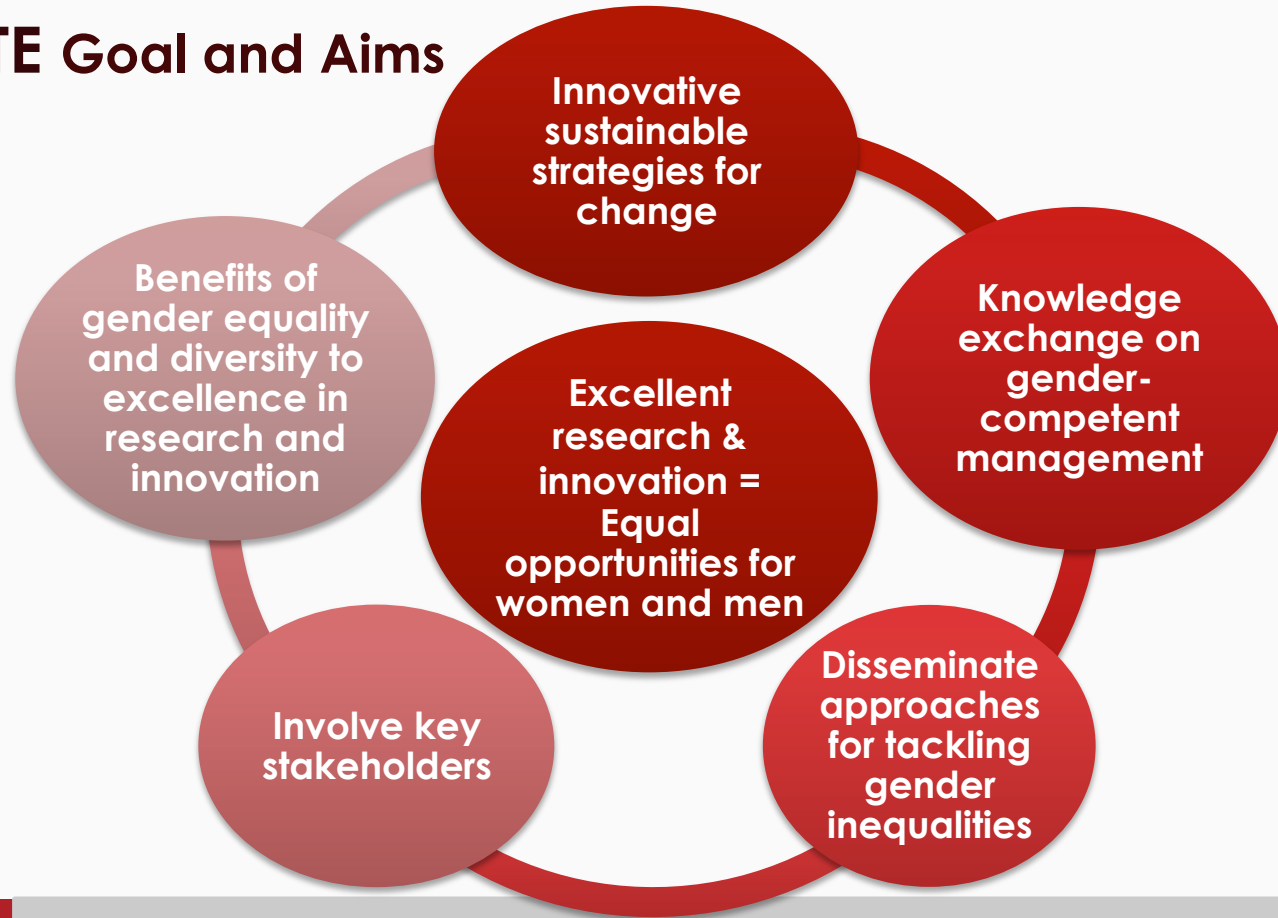 TE Goal and Aims
Innovative
sustainable
strategies for
change
Knowledge
exchange on
gender-
competent
management
Disseminate
approaches
for tackling
gender
inequalities
Involve key
stakeholders
Benefits of
gender equality
and diversity to
excellence in
research and
innovation
Excellent
research &
innovation =
Equal
opportunities for
women and men